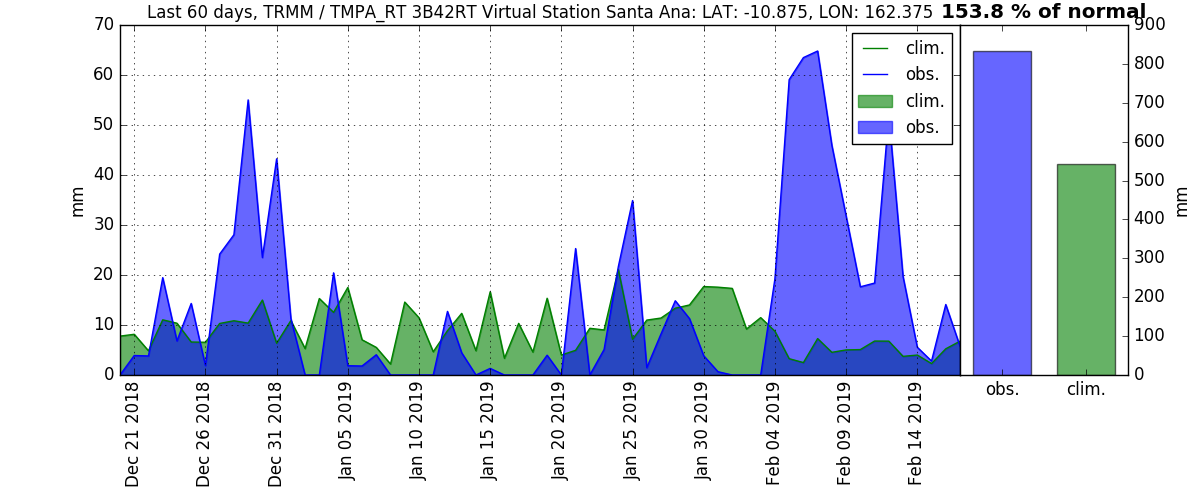 Last 60 days, TRMM / TMPA_RT 3B42RT Virtual Station Santa Ana: LAT: -10.875, LON: 162.375 153.8 % of normal
70
60
50
40
30
20
10
0
mm
clim.
obs.
clim.
obs.
900
800
700
600
500
400
300
200
100
0
mm
obs.
clim.
Dec 21 2018
Dec 26 2018
Dec 31 2018
Jan 05 2019
Jan 10 2019
Jan 15 2019
Jan 20 2019
Jan 25 2019
Jan 30 2019
Feb 04 2019
Feb 09 2019
Feb 14 2019